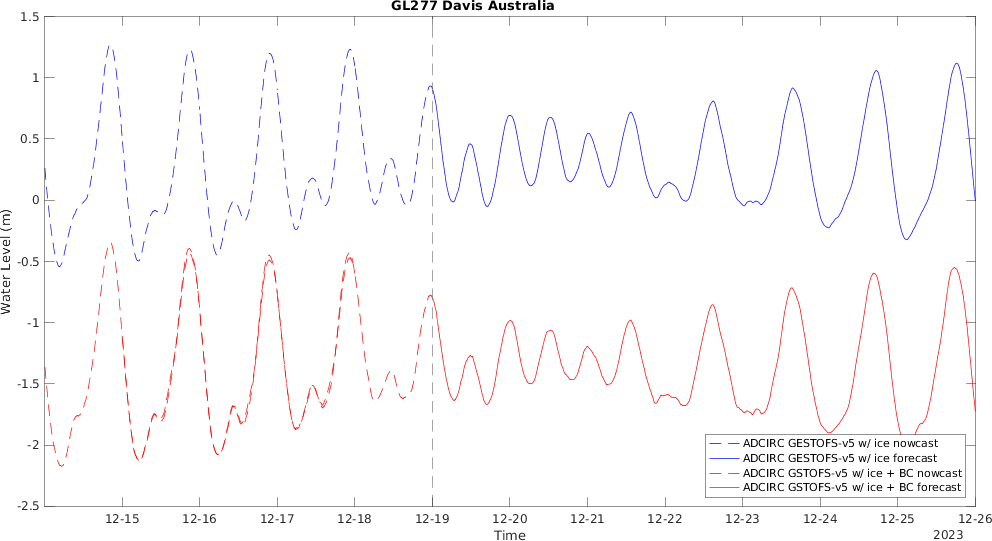 GL277 Davis Australia
1.5
1
0.5
0
-0.5
-1
-1.5
-2
-2.5
Water Level (m)
ADCIRC GESTOFS-v5 w/ ice nowcast
ADCIRC GESTOFS-v5 w/ ice forecast
ADCIRC GSTOFS-v5 w/ ice + BC nowcast
ADCIRC GSTOFS-v5 w/ ice + BC forecast
12-15 12-16 12-17 12-18 12-19 12-20 12-21 12-22 12-23 12-24 12-25 12-26
Time
2023